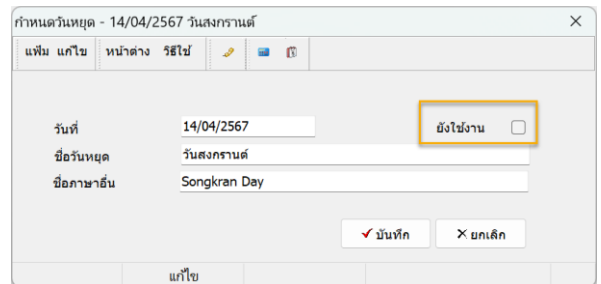 กำหนดวันหยุด - 14/04/2567 วันสงกรานต์
แฟ้ม แก้ไข หน้าต่าง วิธีใช้
วันที่ 14/04/2567 ยังใช้งาน
ชื่อวันหยุด วันสงกรานต์
ชื่อภาษาอื่น Songkran Day
บันทึก ยกเลิก
แก้ไข